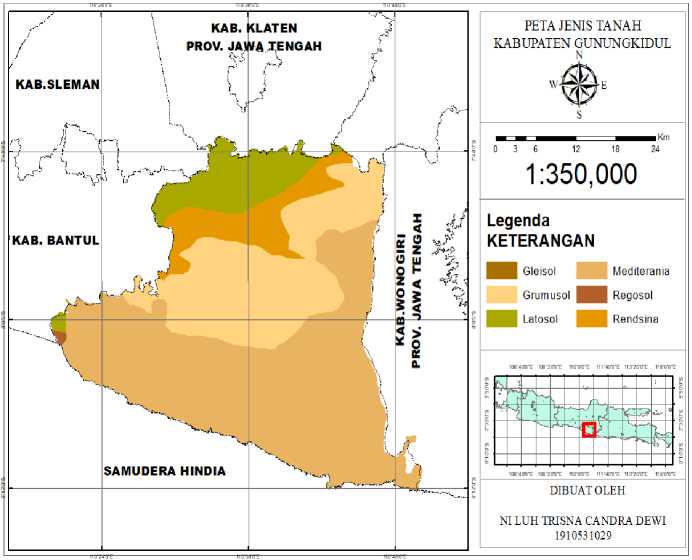 KAB. KLATEN
PROV. JAWA TENGAH
KAB.SLEMAN
KAB. BANTUL
KAB.WONOGIRI
PROV. JAWA TENGAH
SAMUDERA HINDIA
PETA JENIS TANAH
KABUPATEN GUNUNGKIDUL
N
W E
S
Km
0 3 6 12 18 24
1:350,000
Legenda
KETERANGAN
Gleisol Mediterania
Grumusol Regosol
Latosol Rendsina
DIBUAT OLEH
NI LUH TRISNA CANDRA DEWI
1910531029